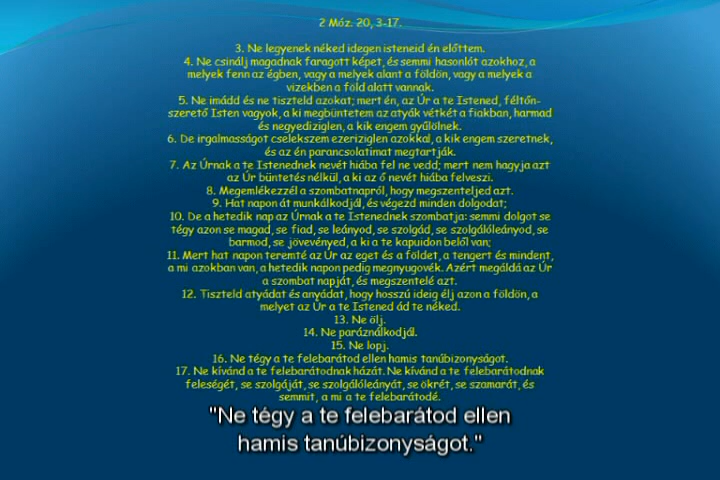 2 Móz. 20, 3-17.
3. Ne legyenek néked idegen isteneid én előttem.
4. Ne csinálj magadnak faragott képet, és semmi hasonlót azokhoz, a
melyek fenn az égben, vagy a melyek alant a földön, vagy a melyek a
vizekben a föld alatt vannak.
5. Ne imádd és ne tiszteld azokat; mert én, az Úr a te Istened, féltőn-
szerető Isten vagyok, a ki megbüntetem az atyák vétkét a fiakban, harmad
és negyediziglen, a kik engem gyűlölnek.
6. De irgalmasságot cselekszem ezeriziglen azokkal, a kik engem szeretnek,
és az én parancsolatimat megtartják.
7. Az Úrnak a te Istenednek nevét hiába fel ne vedd; mert nem hagyja azt
az Úr büntetés nélkül, a ki az ő nevét hiába felveszi.
8. Megemlékezzél a szombatnapról, hogy megszenteljed azt.
9. Hat napon át munkálkodjál, és végezd minden dolgodat;
10. De a hetedik nap az Úrnak a te Istenednek szombatja: semmi dolgot se
tégy azon se magad, se fiad, se leányod, se szolgád, se szolgálóleányod, se
barmod, se jövevényed, a ki a te kapuidon belől van;
11. Mert hat napon teremté az Úr az eget és a földet, a tengert és mindent,
a mi azokban van, a hetedik napon pedig megnyugovék. Azért megáldá az Úr
a szombat napját, és megszentelé azt.
12. Tiszteld atyádat és anyádat, hogy hosszú ideig élj azon a földön, a
melyet az Úr a te Istened ád te néked.
13. Ne ölj.
14. Ne paráználkodjál.
15. Ne lopj.
16. Ne tégy a te felebarátod ellen hamis tanúbizonyságot.
17. Ne kívánd a te felebarátodnak házát. Ne kívánd a te felebarátodnak
feleségét, se szolgáját, se szolgálóleányát, se ökrét, se szamarát, és
semmit, a mi a te felebarátodé.
"Ne tégy a te felebarátod ellen
hamis tanúbizonyságot."